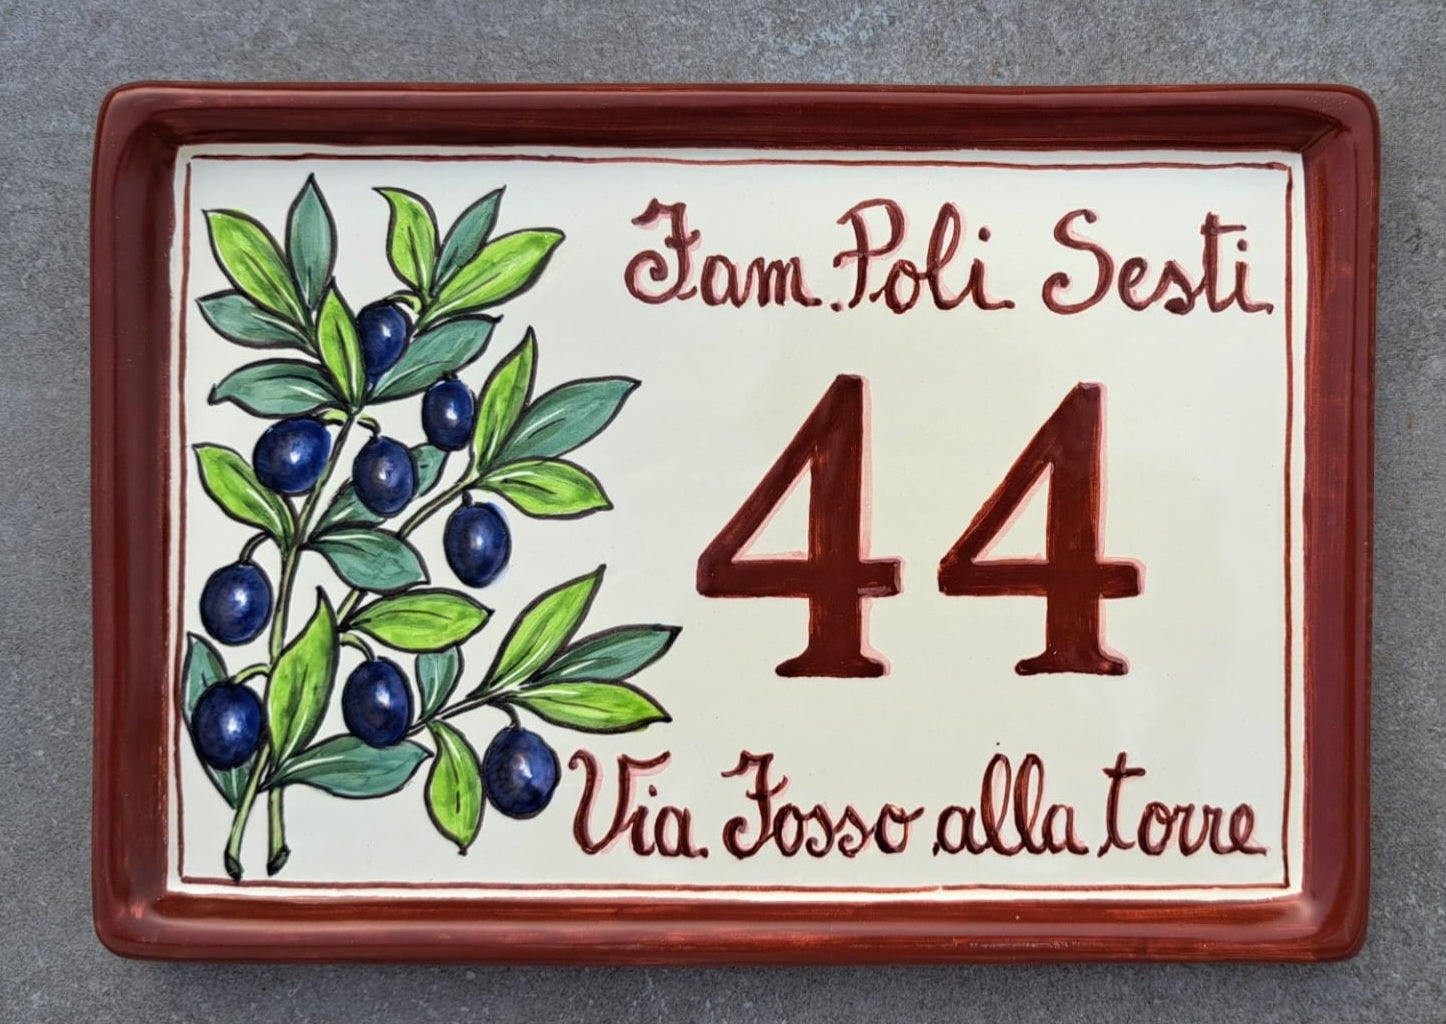 Fam. Poli Sesti
44
Via Fosso alla torre